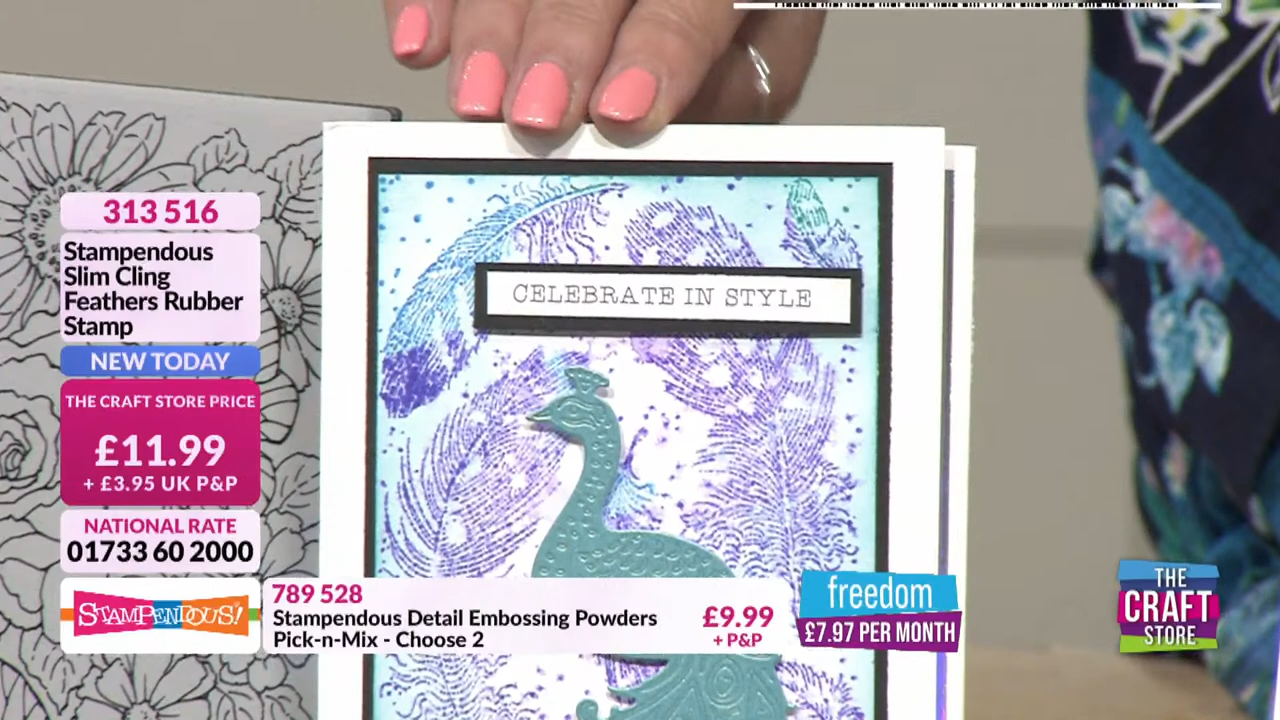 313 516
Stampendous
Slim Cling
Feathers Rubber
Stamp
NEW TODAY
THE CRAFT STORE PRICE
£11.99
+ £3.95 UK P&P
NATIONAL RATE
01733 60 2000
CELEBRATE IN STYLE
STAMPENDOUS!
789 528
Stampendous Detail Embossing Powders
Pick-n-Mix - Choose 2
£9.99
+ P&P
freedom
£7.97 PER MONTH
THE
CRAFT
STORE